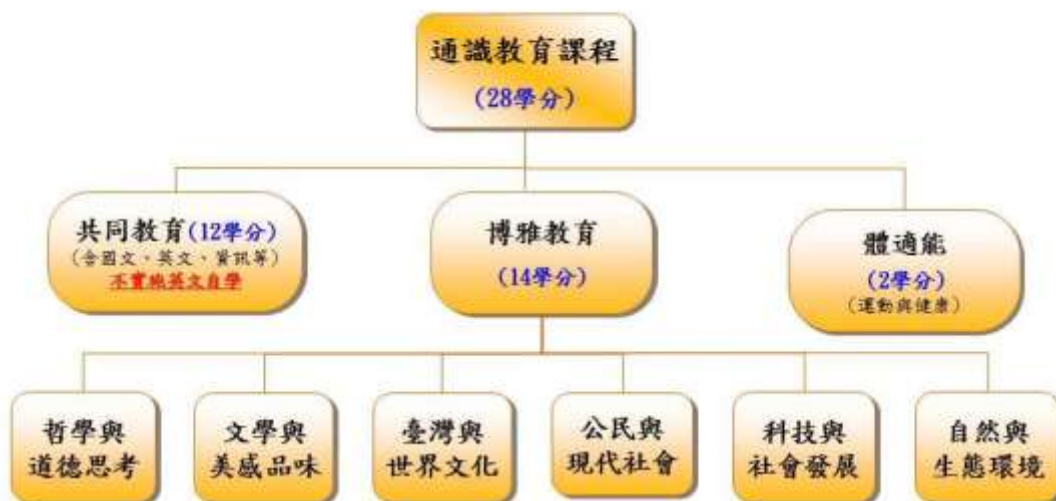 通識教育課程
(28學分)
共同教育(12學分)
(含國文、英文、資訊等)
不實施英文自學
博雅教育
(14學分)
體適能
(2學分)
(運動與健康)
哲學與
道德思考
文學與
美感品味
臺灣與
世界文化
公民與
現代社會
科技與
社會發展
自然與
生態環境